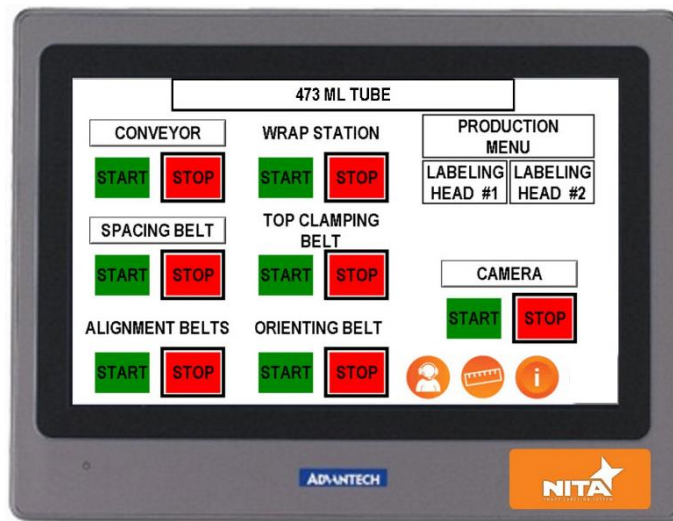 473 ML TUBE
CONVEYOR
START STOP
WRAP STATION
START STOP
PRODUCTION
MENU
LABELING
HEAD #1
LABELING
HEAD #2
SPACING BELT
START STOP
TOP CLAMPING
BELT
START STOP
CAMERA
START STOP
ALIGNMENT BELTS
START STOP
ORIENTING BELT
START STOP
i
ADVANTECH
NITA